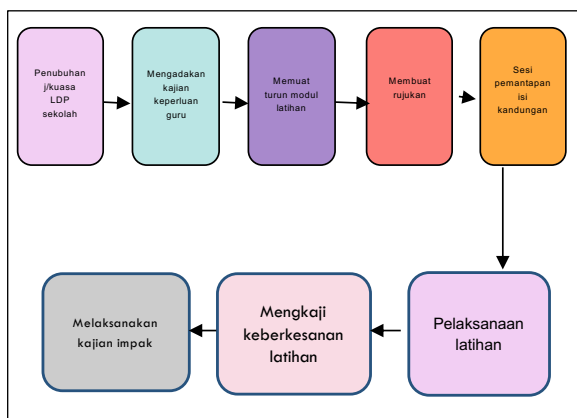 Penubuhan
j/kuasa
LDP
sekolah
Mengadakan
kajian
keperluan
guru
Memuat
turun modul
latihan
Membuat
rujukan
Sesi
pemantapan
isi
kandungan
Pelaksanaan
latihan
Mengkaji
keberkesanan
latihan
Melaksanakan
kajian impak